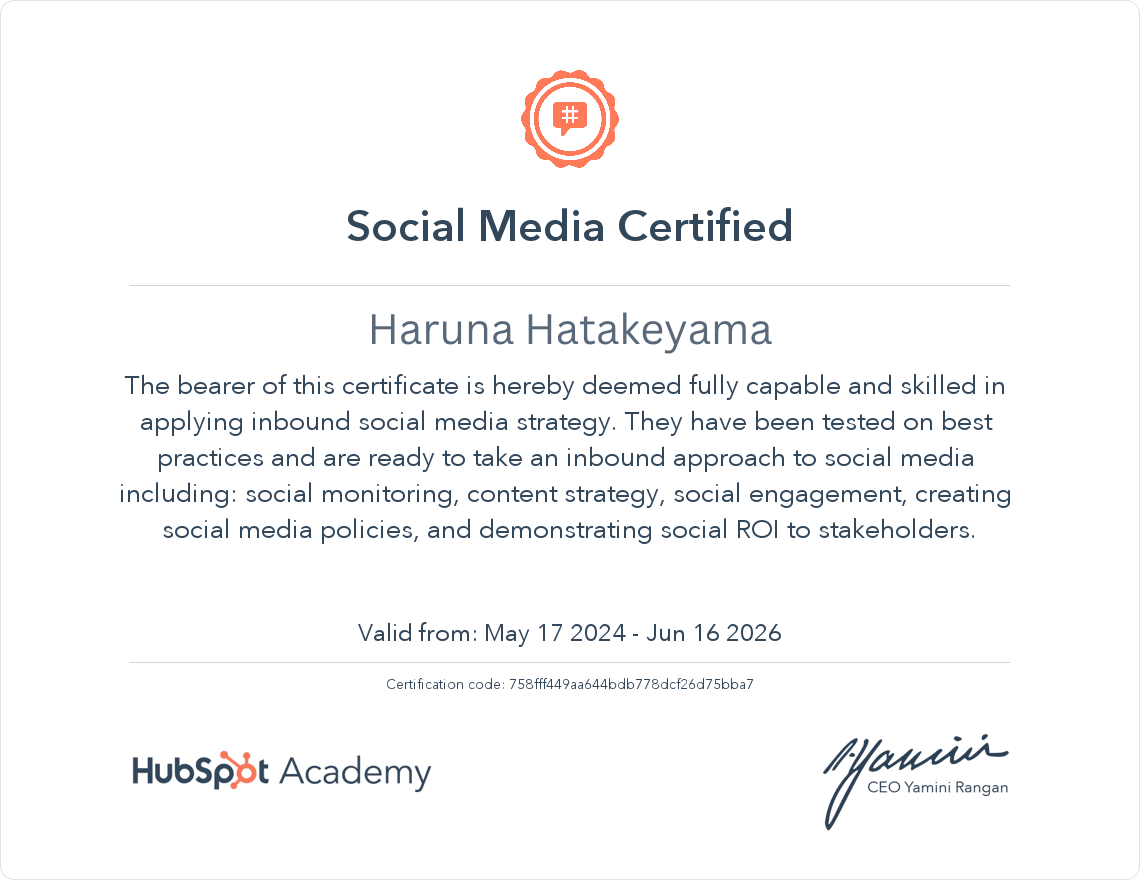 #
Social Media Certified
Haruna Hatakeyama
The bearer of this certificate is hereby deemed fully capable and skilled in
applying inbound social media strategy. They have been tested on best
practices and are ready to take an inbound approach to social media
including: social monitoring, content strategy, social engagement, creating
social media policies, and demonstrating social ROI to stakeholders.
Valid from: May 17 2024 - Jun 16 2026
Certification code: 758fff449aa644bdb778dcf26d75bba7
HubSpot Academy
CEO Yamini Rangan